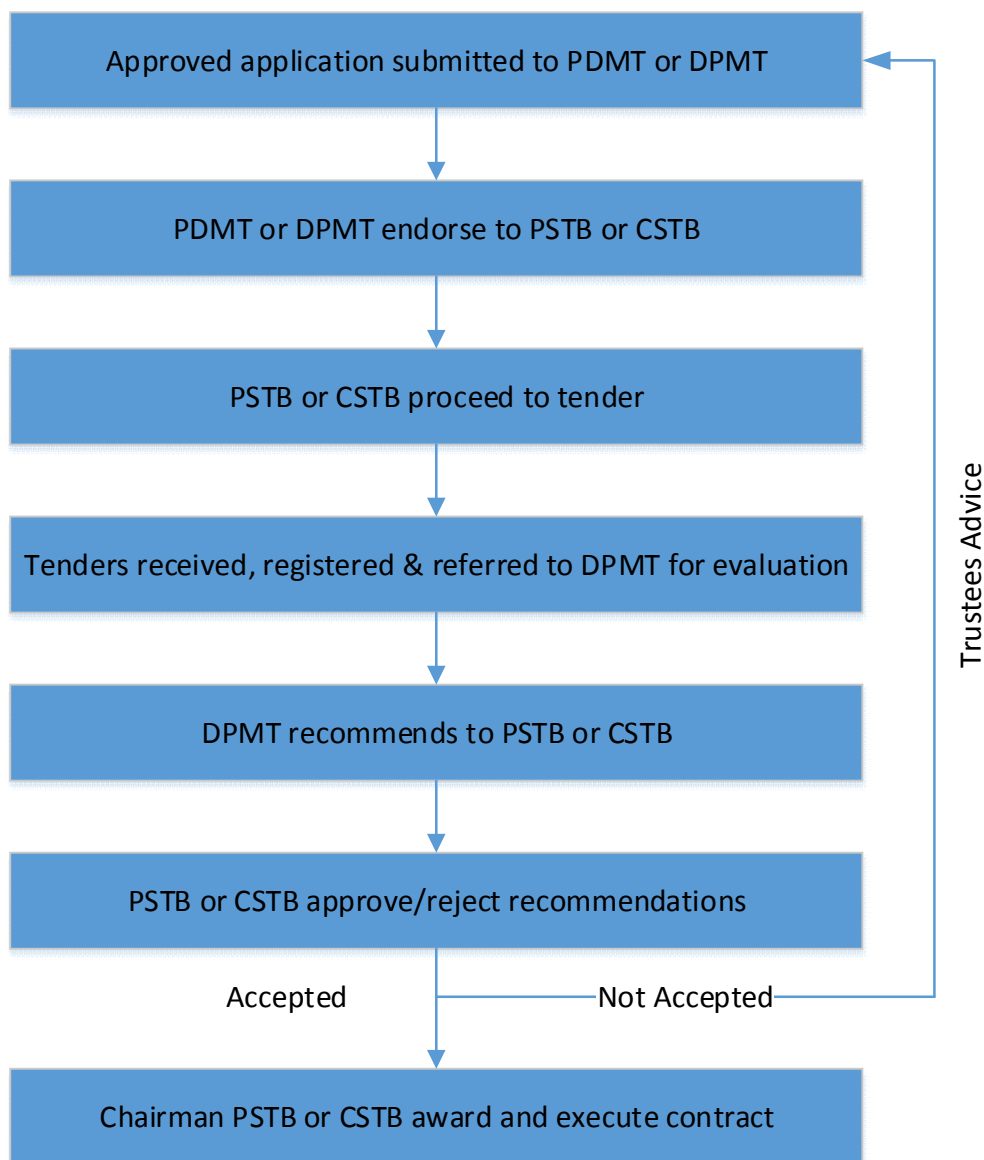 Approved application submitted to PDMT or DPMT
PDMT or DPMT endorse to PSTB or CSTB
PSTB or CSTB proceed to tender
Tenders received, registered & referred to DPMT for evaluation
DPMT recommends to PSTB or CSTB
PSTB or CSTB approve/reject recommendations
Accepted
Not Accepted
Trustees Advice
Chairman PSTB or CSTB award and execute contract